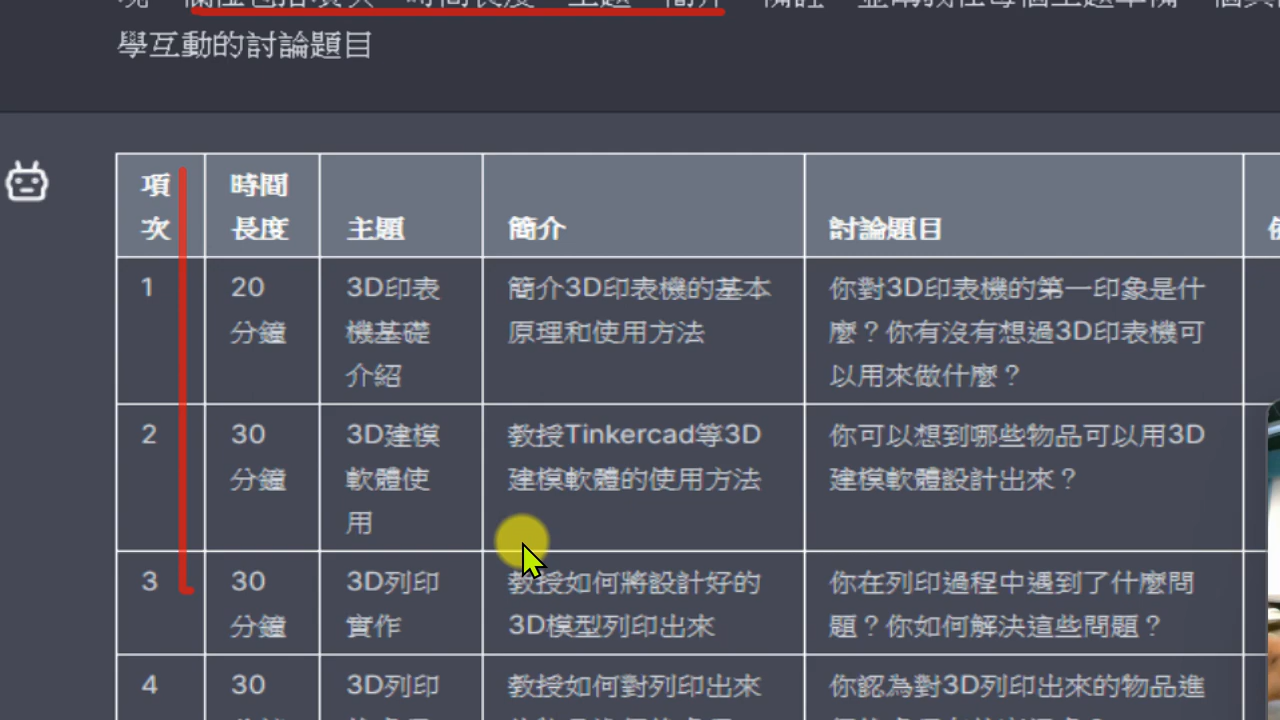 學互動的討論題目
項次 時間長度 主題 簡介 討論題目
1 20分鐘 3D印表機基礎介紹 簡介3D印表機的基本原理和使用方法 你對3D印表機的第一印象是什麼？你有沒有想過3D印表機可以用來做什麼？
2 30分鐘 3D建模軟體使用 教授Tinkercad等3D建模軟體的使用方法 你可以想到哪些物品可以用3D建模軟體設計出來？
3 30分鐘 3D列印實作 教授如何將設計好的3D模型列印出來 你在列印過程中遇到了什麼問題？你如何解決這些問題？
4 30 3D列印 教授如何對列印出來 你認為對3D列印出來的物品進